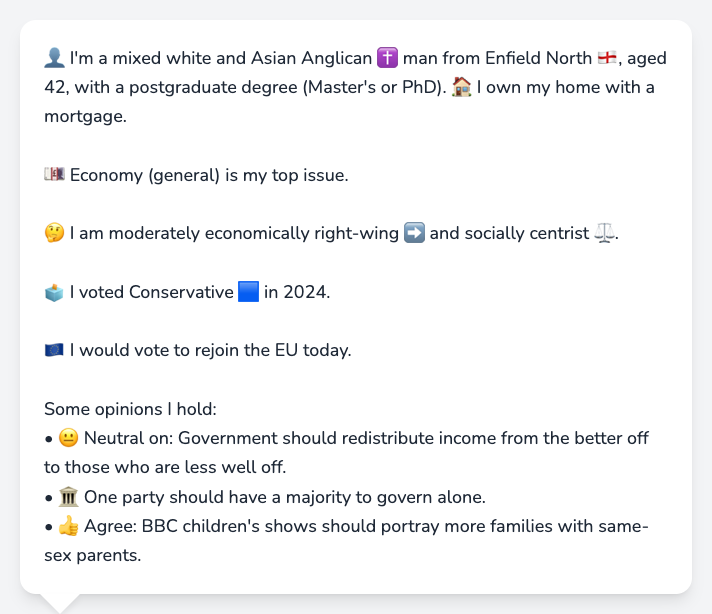 👤 I'm a mixed white and Asian Anglican ✝️ man from Enfield North 🏴󠁧󠁢󠁥󠁮󠁧󠁿, aged
42, with a postgraduate degree (Master's or PhD). 🏠 I own my home with a
mortgage.
💷 Economy (general) is my top issue.
🤔 I am moderately economically right-wing ➡️ and socially centrist ⚖️.
🗳️ I voted Conservative 🟦 in 2024.
🇪🇺 I would vote to rejoin the EU today.
Some opinions I hold:
• 😐 Neutral on: Government should redistribute income from the better off
to those who are less well off.
• 🏛️ One party should have a majority to govern alone.
• 👍 Agree: BBC children's shows should portray more families with same-
sex parents.